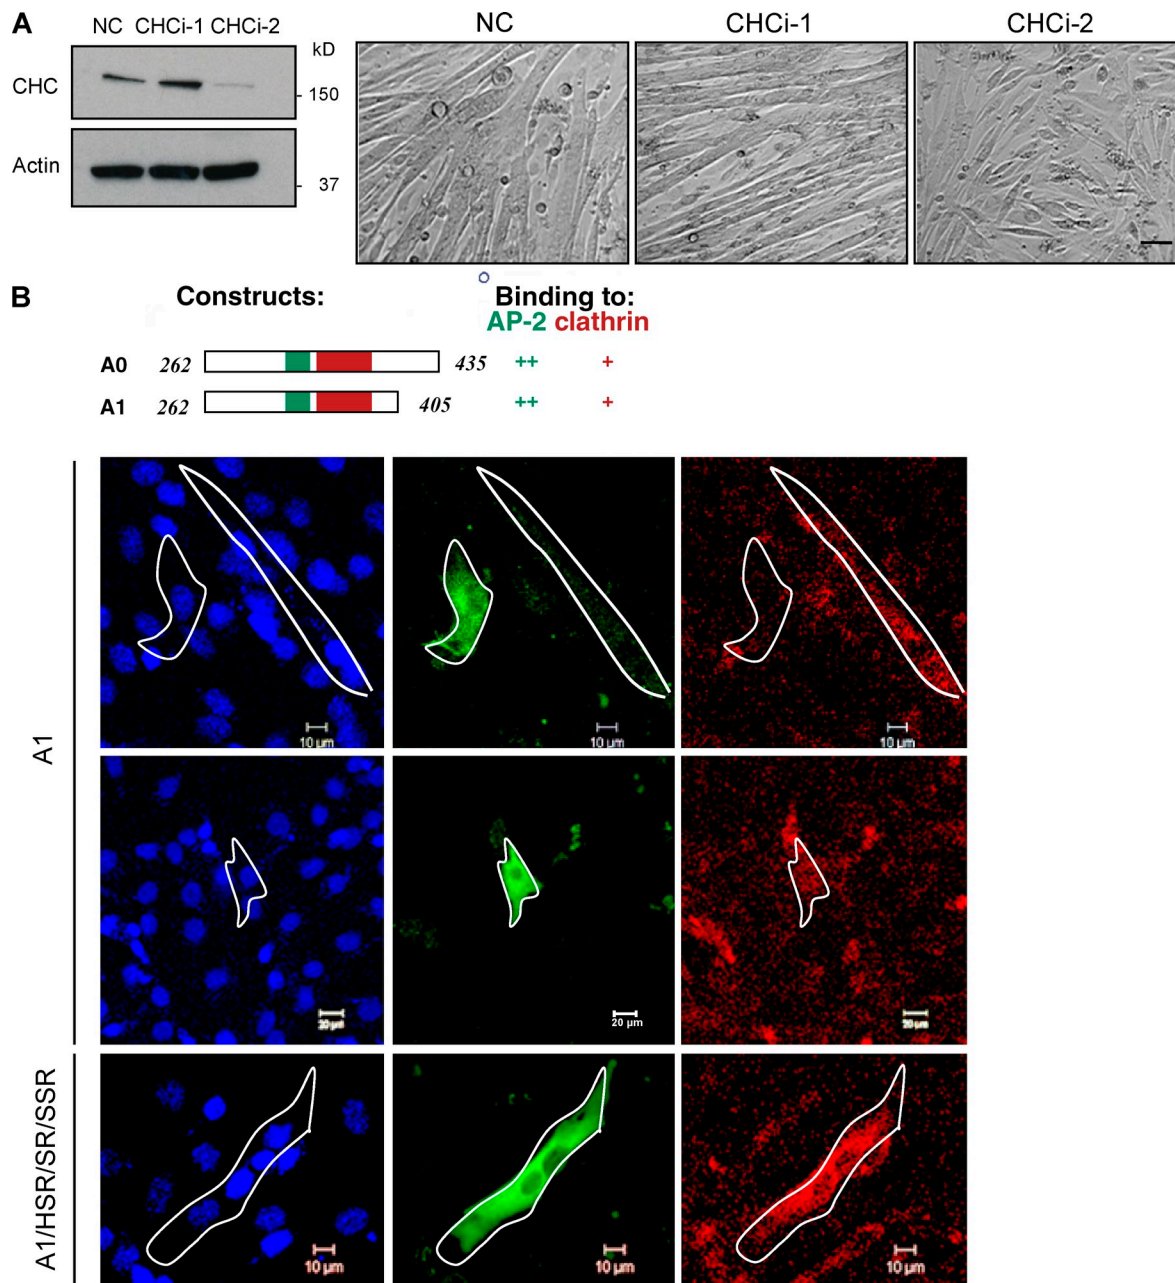 A
NC CHCi-1 CHCi-2
kD
CHC
150
Actin
37
NC
CHCi-1
CHCi-2
B
Constructs:
Binding to:
AP-2 clathrin
A0 262 435 ++ +
A1 262 405 ++ +
A1
10 µm
10 µm
10 µm
20 µm
20 µm
20 µm
A1/HSR/SR/SSR
10 µm
10 µm
10 µm